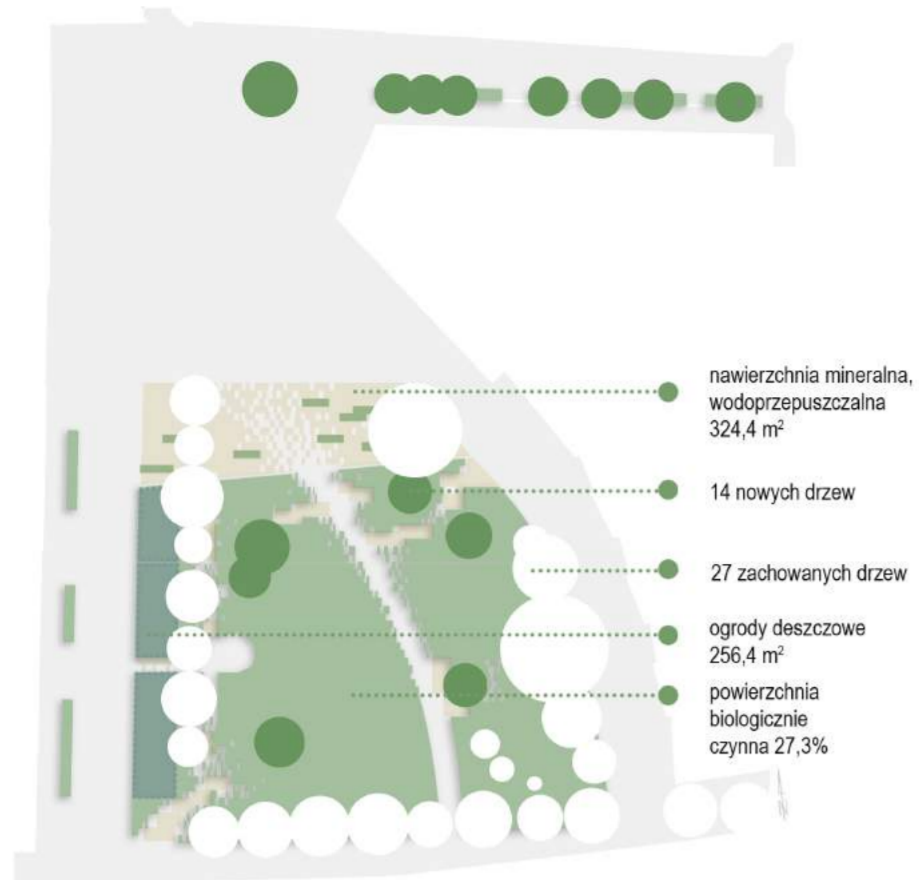 nawierzchnia mineralna,
wodoprzepuszczalna
324,4 m²
14 nowych drzew
27 zachowanych drzew
ogrody deszczowe
256,4 m²
powierzchnia
biologicznie
czynna 27,3%